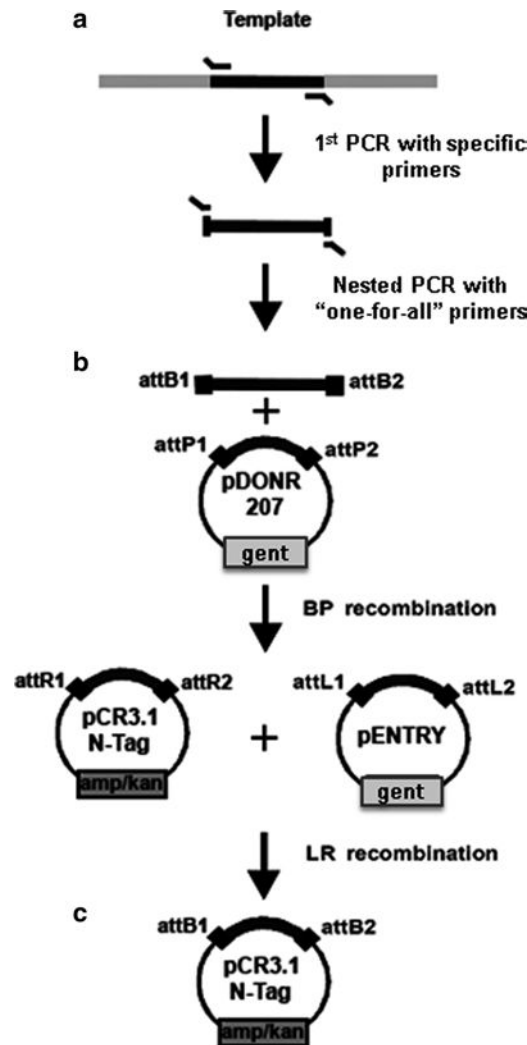 a
Template
1st PCR with specific
primers
Nested PCR with
"one-for-all" primers
b
attB1
attB2
+
attP1
attP2
pDONR
207
gent
BP recombination
attR1
attR2
pCR3.1
N-Tag
amp/kan
+
attL1
attL2
pENTRY
gent
LR recombination
c
attB1
attB2
pCR3.1
N-Tag
amp/kan